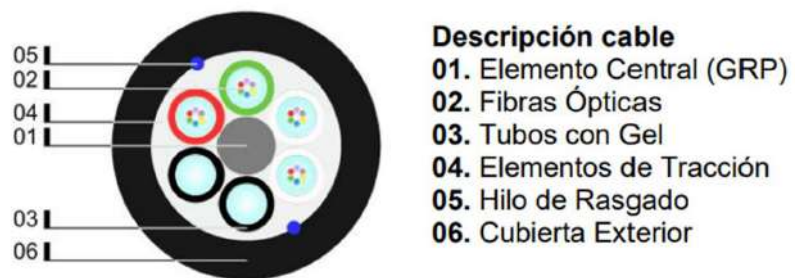 05
02
04
01
03
06
Descripción cable
01. Elemento Central (GRP)
02. Fibras Ópticas
03. Tubos con Gel
04. Elementos de Tracción
05. Hilo de Rasgado
06. Cubierta Exterior